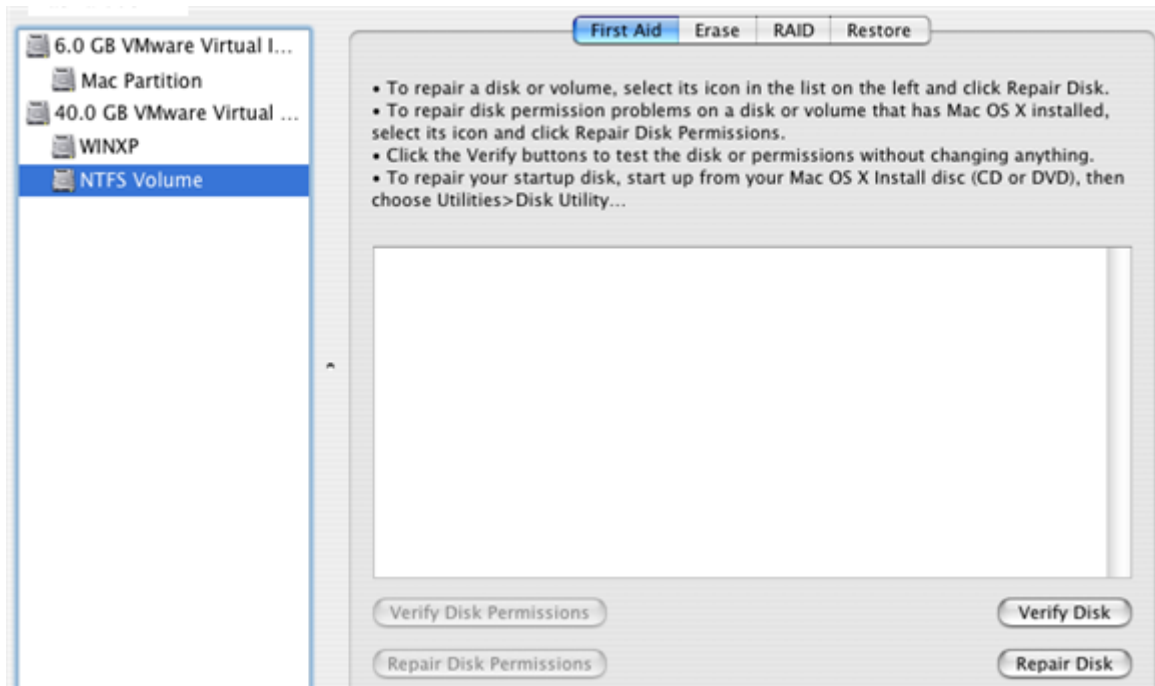 6.0 GB VMware Virtual I...
Mac Partition
40.0 GB VMware Virtual ...
WINXP
NTFS Volume
First Aid
Erase
RAID
Restore
• To repair a disk or volume, select its icon in the list on the left and click Repair Disk.
• To repair disk permission problems on a disk or volume that has Mac OS X installed,
select its icon and click Repair Disk Permissions.
• Click the Verify buttons to test the disk or permissions without changing anything.
• To repair your startup disk, start up from your Mac OS X Install disc (CD or DVD), then
choose Utilities>Disk Utility...
Verify Disk Permissions
Verify Disk
Repair Disk Permissions
Repair Disk